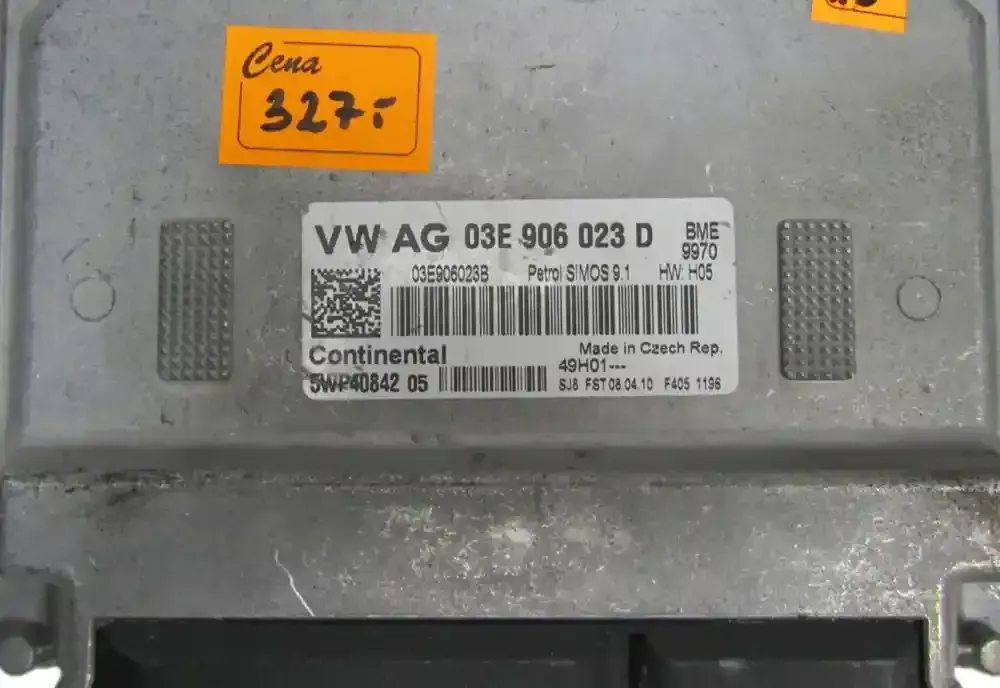 Cena
327,-
VW AG 03E 906 023 D BME
9970
03E906023B Petrol SIMOS 9.1 HW: H05
Continental Made in Czech Rep.
49H01---
5WP40842 05 SJ8 FST 08.04.10 F405 1196